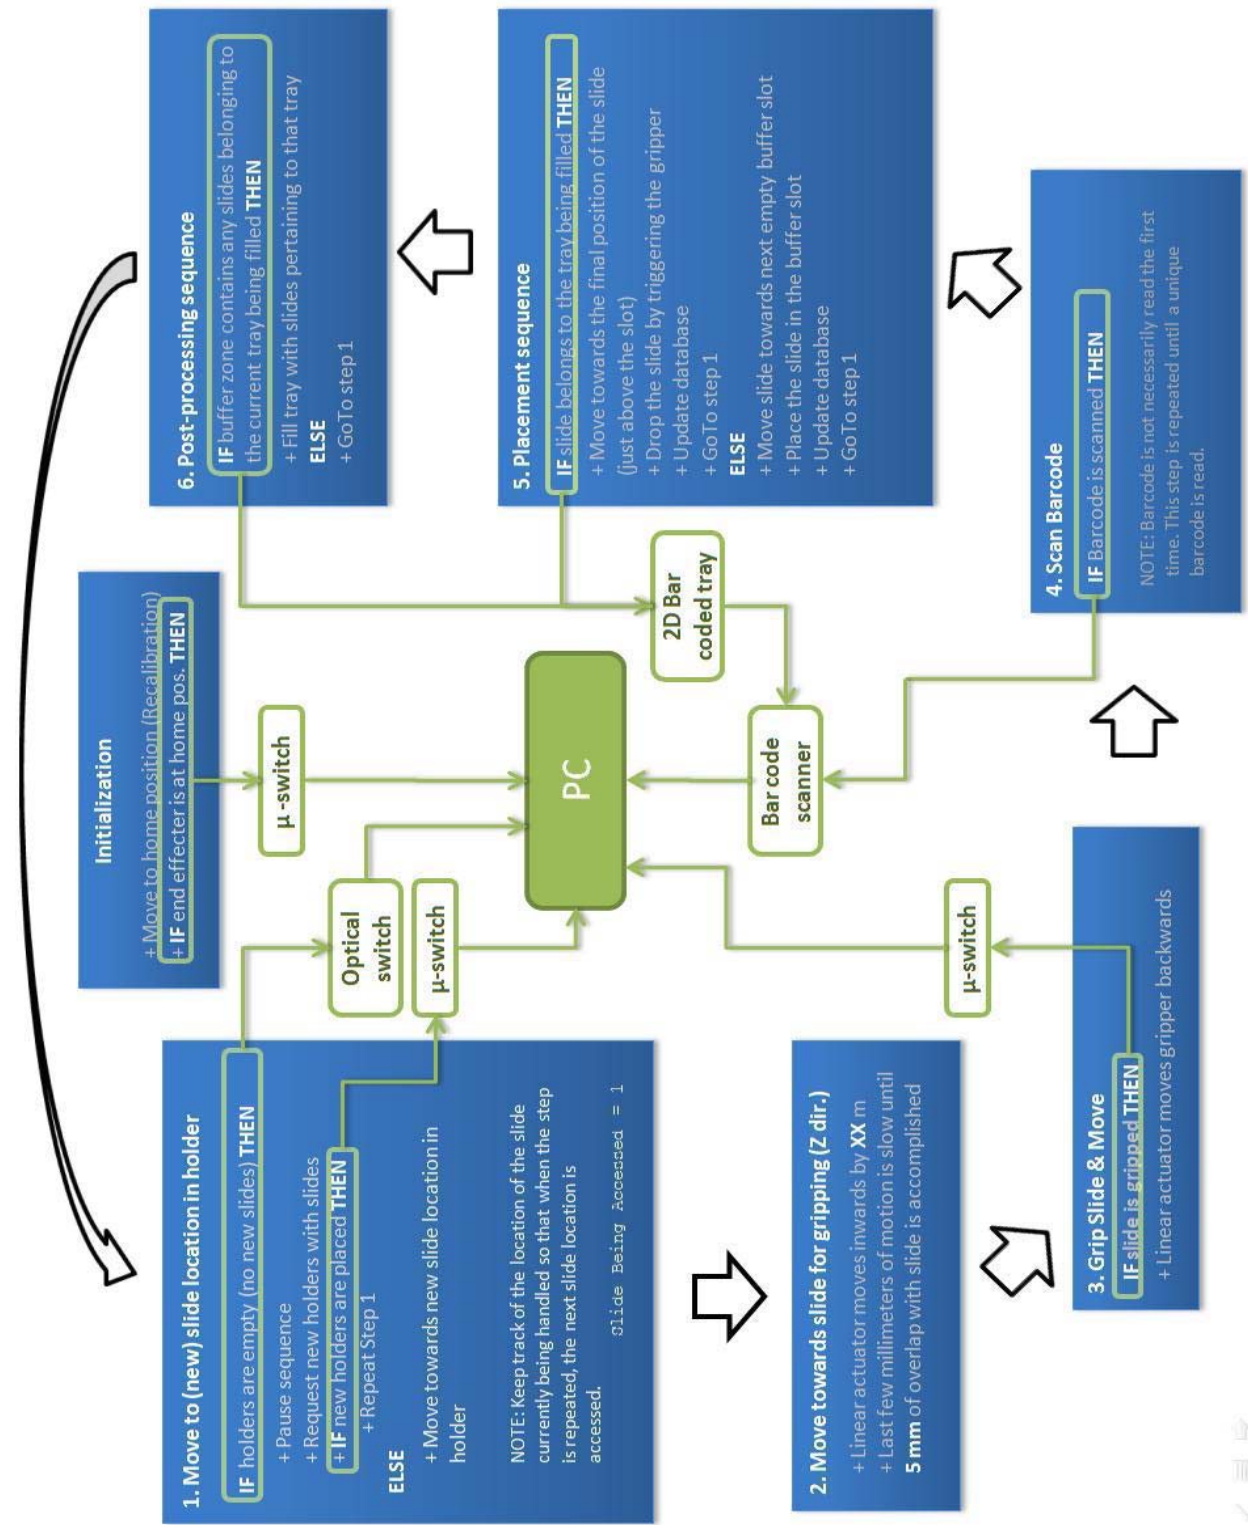 Initialization
+ Move to home position (Recalibration)
+ IF end effecter is at home pos. THEN
μ -switch
1. Move to (new) slide location in holder
IF holders are empty (no new slides) THEN
+ Pause sequence
+ Request new holders with slides
+ IF new holders are placed THEN
+ Repeat Step 1
ELSE
+ Move towards new slide location in
holder
NOTE: Keep track of the location of the slide
currently being handled so that when the step
is repeated, the next slide location is
accessed.
Slide Being Accessed = 1
Optical
switch
μ-switch
PC
2. Move towards slide for gripping (Z dir.)
+ Linear actuator moves inwards by XX m
+ Last few millimeters of motion is slow until
5 mm of overlap with slide is accomplished
3. Grip Slide & Move
IF slide is gripped THEN
+ Linear actuator moves gripper backwards
μ-switch
4. Scan Barcode
IF Barcode is scanned THEN
NOTE: Barcode is not necessarily read the first
time. This step is repeated until a unique
barcode is read.
Bar code
scanner
2D Bar
coded tray
5. Placement sequence
IF slide belongs to the tray being filled THEN
+ Move towards the final position of the slide
(just above the slot)
+ Drop the slide by triggering the gripper
+ Update database
+ GoTo step 1
ELSE
+ Move slide towards next empty buffer slot
+ Place the slide in the buffer slot
+ Update database
+ GoTo step 1
6. Post-processing sequence
IF buffer zone contains any slides belonging to
the current tray being filled THEN
+ Fill tray with slides pertaining to that tray
ELSE
+ GoTo step 1